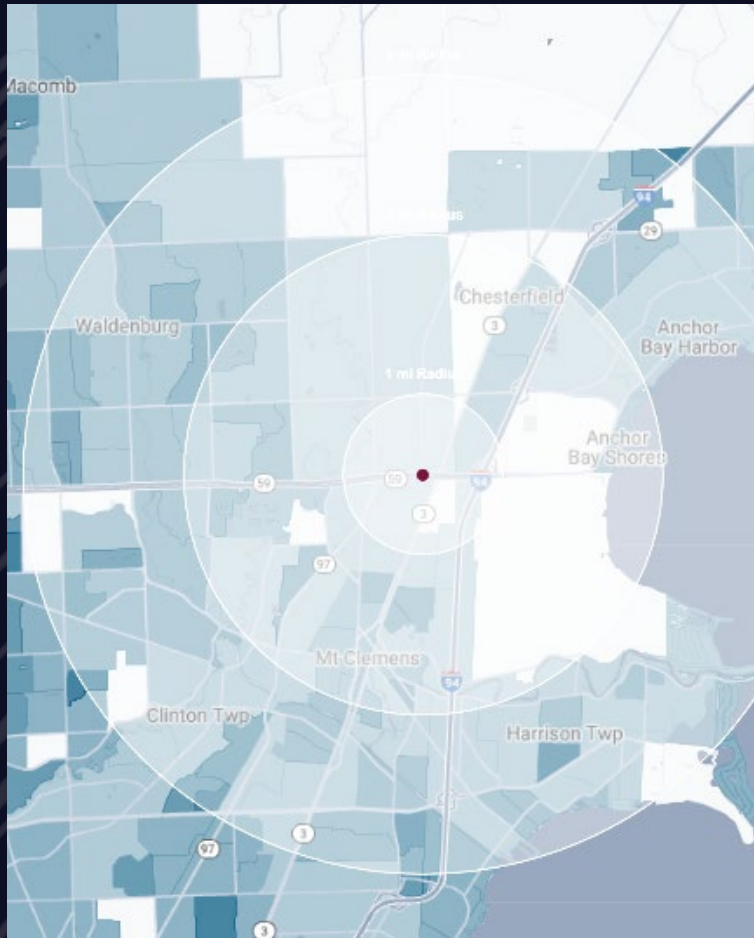 Macomb
94
29
Chesterfield
Waldenburg
3
Anchor
Bay Harbor
1 mi Radius
Anchor
Bay Shores
59
59
94
3
97
Mt Clemens
94
Clinton Twp
Harrison Twp
3
97
3